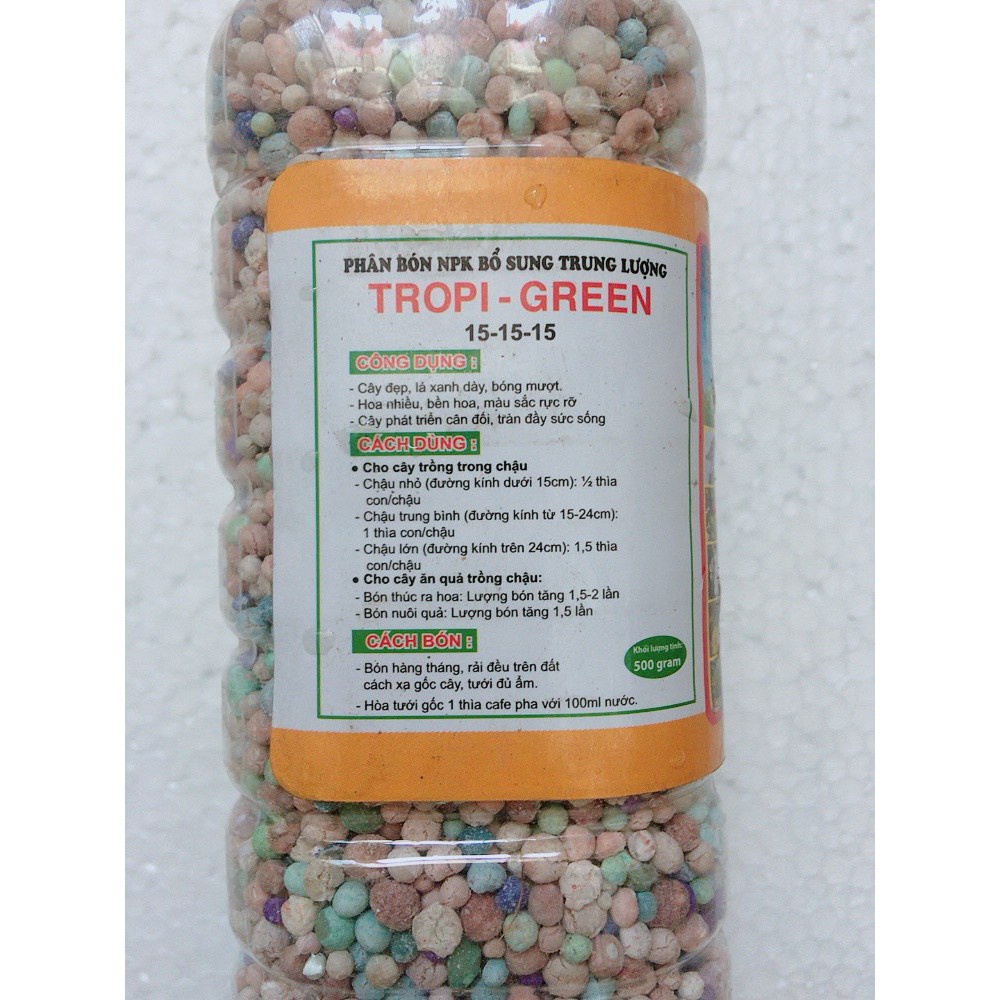 PHÂN BÓN NPK BỔ SUNG TRUNG LƯỢNG
TROPI - GREEN
15-15-15
CÔNG DỤNG :
- Cây đẹp, lá xanh dày, bóng mượt.
- Hoa nhiều, bền hoa, màu sắc rực rỡ
- Cây phát triển cân đối, tràn đầy sức sống
CÁCH DÙNG :
• Cho cây trồng trong chậu
- Chậu nhỏ (đường kính dưới 15cm): ½ thìa
con/chậu
- Chậu trung bình (đường kính từ 15-24cm):
1 thìa con/chậu
- Chậu lớn (đường kính trên 24cm): 1,5 thìa
con/chậu
• Cho cây ăn quả trồng chậu:
- Bón thúc ra hoa: Lượng bón tăng 1,5-2 lần
- Bón nuôi quả: Lượng bón tăng 1,5 lần
CÁCH BÓN :
- Bón hàng tháng, rải đều trên đất
cách xạ gốc cây, tưới đủ ẩm.
- Hòa tưới gốc 1 thìa cafe pha với 100ml nước.
Khối lượng tịnh:
500 gram